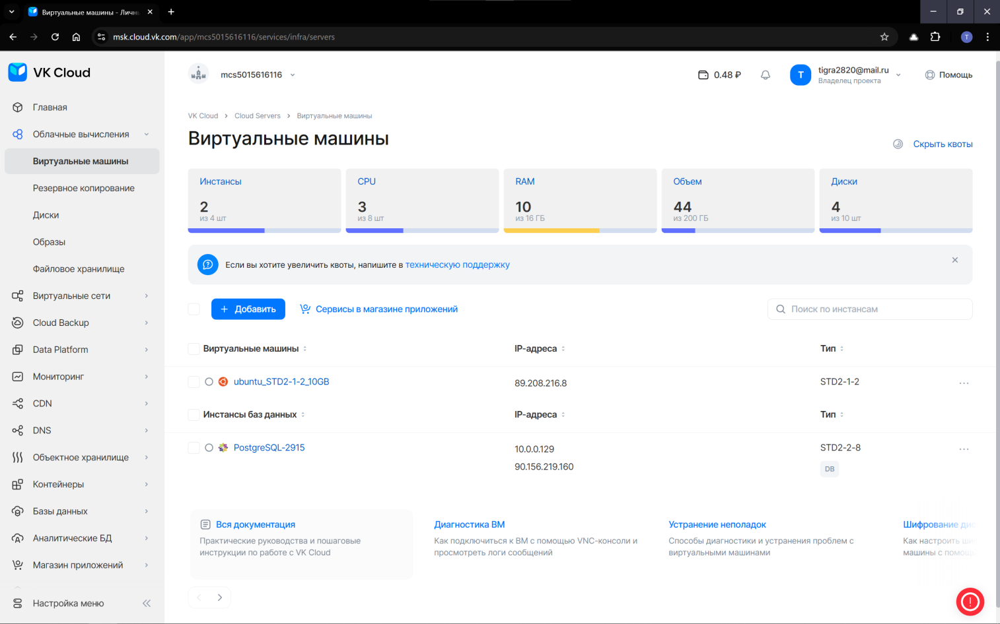 Виртуальные машины - Личн
msk.cloud.vk.com/app/mcs5015616116/services/infra/servers
T
VK Cloud
mcs5015616116
0.48 ₽
T
tigra2820@mail.ru
Владелец проекта
Помощь
Главная
Облачные вычисления
Виртуальные машины
Резервное копирование
Диски
Образы
Файловое хранилище
Виртуальные сети
Cloud Backup
Data Platform
Мониторинг
CDN
DNS
Объектное хранилище
Контейнеры
Базы данных
Аналитические БД
Магазин приложений
Настройка меню
VK Cloud > Cloud Servers > Виртуальные машины
Виртуальные машины
Скрыть квоты
Инстансы
2
из 4 шт
CPU
3
из 8 шт
RAM
10
из 16 ГБ
Объем
44
из 200 ГБ
Диски
4
из 10 шт
Если вы хотите увеличить квоты, напишите в техническую поддержку
+ Добавить
Сервисы в магазине приложений
Поиск по инстансам
Виртуальные машины IP-адреса Тип
ubuntu_STD2-1-2_10GB 89.208.216.8 STD2-1-2
Инстансы баз данных IP-адреса Тип
PostgreSQL-2915 10.0.0.129 STD2-2-8
90.156.219.160 DB
Вся документация
Практические руководства и пошаговые
инструкции по работе с VK Cloud
Диагностика ВМ
Как подключиться к ВМ с помощью VNC-консоли и
просмотреть логи сообщений
Устранение неполадок
Способы диагностики и устранения проблем с
виртуальными машинами
Шифрование дис
Как настроить ши
машины с помощь